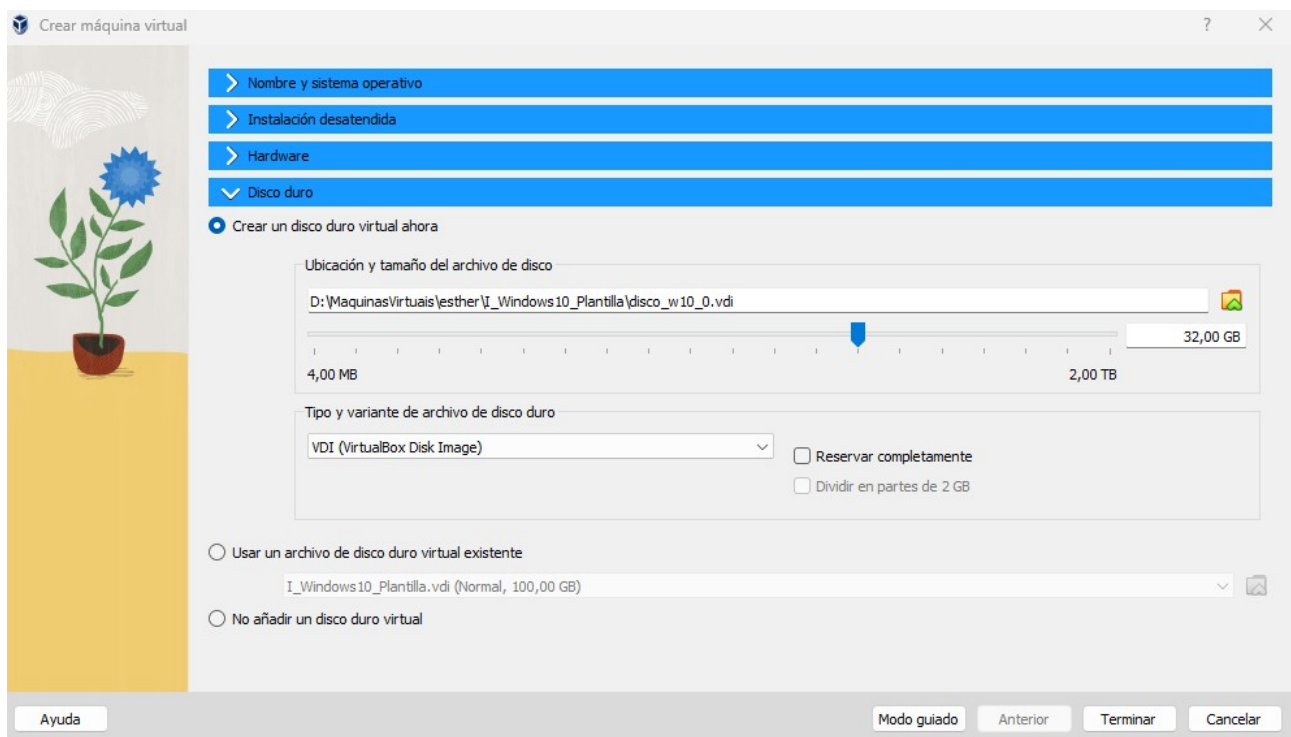 Crear máquina virtual
?
Nombre y sistema operativo
Instalación desatendida
Hardware
Disco duro
Crear un disco duro virtual ahora
Ubicación y tamaño del archivo de disco
D:\MaquinasVirtuais\esther\I_Windows10_Plantilla\disco_w10_0.vdi
32,00 GB
4,00 MB 2,00 TB
Tipo y variante de archivo de disco duro
VDI (VirtualBox Disk Image)
Reservar completamente
Dividir en partes de 2 GB
Usar un archivo de disco duro virtual existente
I_Windows10_Plantilla.vdi (Normal, 100,00 GB)
No añadir un disco duro virtual
Ayuda Modo guiado Anterior Terminar Cancelar